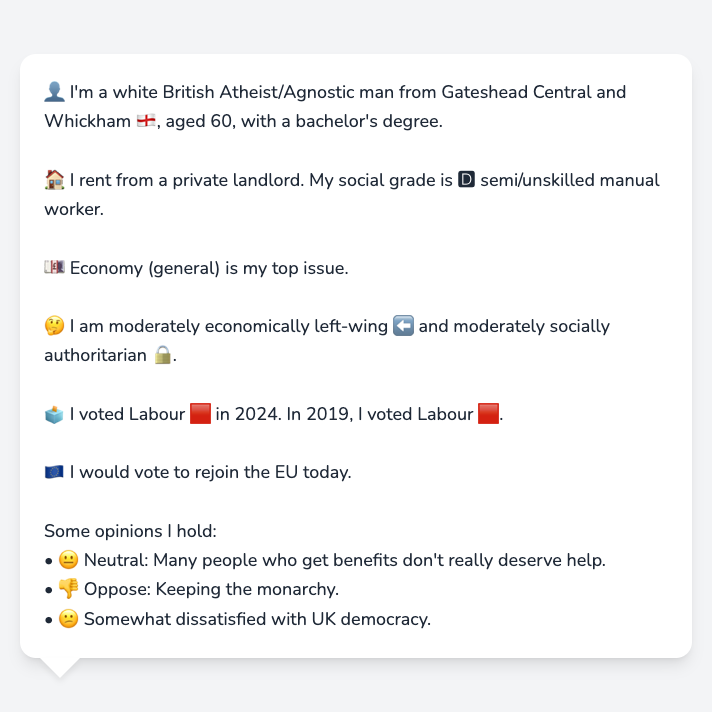 👤 I'm a white British Atheist/Agnostic man from Gateshead Central and
Whickham 🏴󠁧󠁢󠁥󠁮󠁧󠁿, aged 60, with a bachelor's degree.
🏠 I rent from a private landlord. My social grade is 🅳 semi/unskilled manual
worker.
💷 Economy (general) is my top issue.
🤔 I am moderately economically left-wing ⬅️ and moderately socially
authoritarian 🔒.
🗳️ I voted Labour 🟥 in 2024. In 2019, I voted Labour 🟥.
🇪🇺 I would vote to rejoin the EU today.
Some opinions I hold:
• 😐 Neutral: Many people who get benefits don't really deserve help.
• 👎 Oppose: Keeping the monarchy.
• 😕 Somewhat dissatisfied with UK democracy.